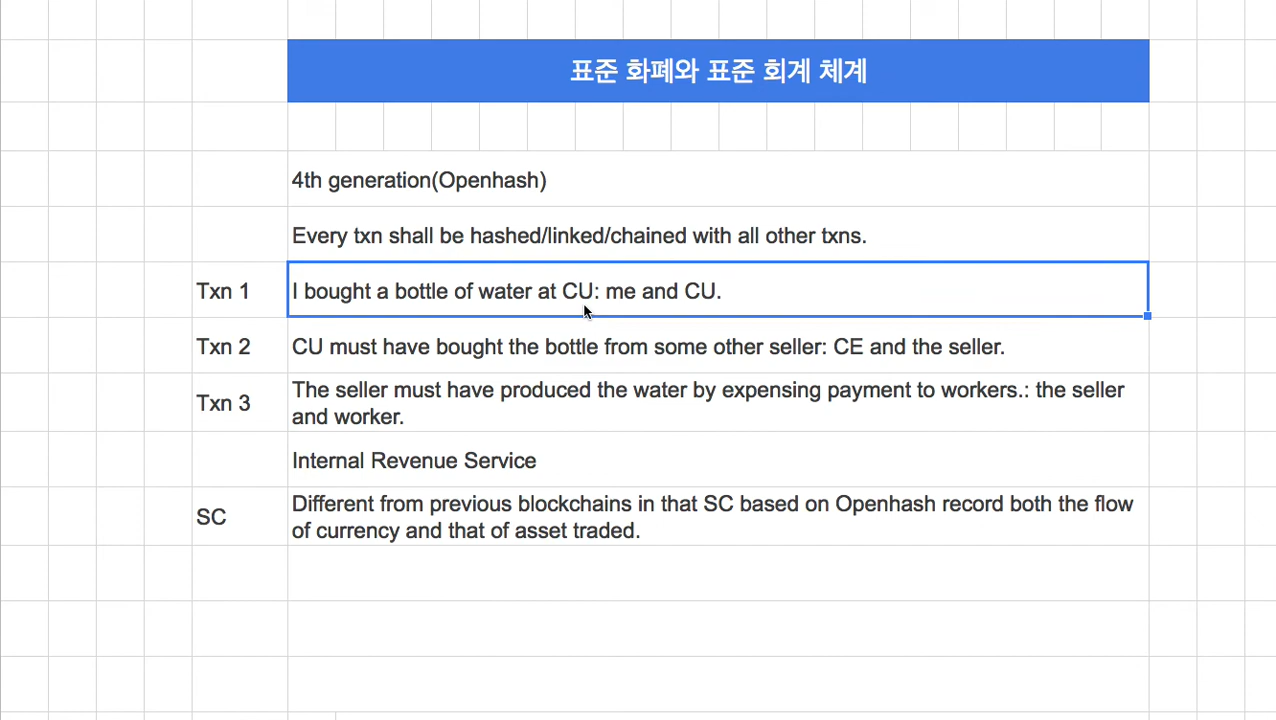 표준 화폐와 표준 회계 체계
4th generation(Openhash)
Every txn shall be hashed/linked/chained with all other txns.
Txn 1 I bought a bottle of water at CU: me and CU.
Txn 2 CU must have bought the bottle from some other seller: CE and the seller.
Txn 3 The seller must have produced the water by expensing payment to workers.: the seller
and worker.
Internal Revenue Service
SC Different from previous blockchains in that SC based on Openhash record both the flow
of currency and that of asset traded.